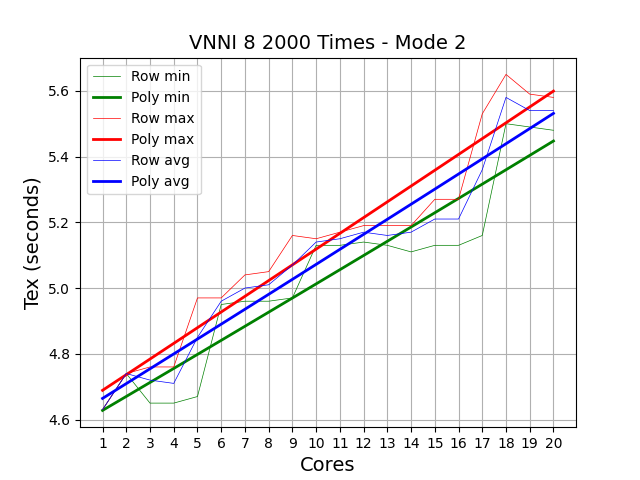 VNNI 8 2000 Times - Mode 2
Row min
Poly min
Row max
Poly max
Row avg
Poly avg
Tex (seconds)
5.6
5.4
5.2
5.0
4.8
4.6
1 2 3 4 5 6 7 8 9 10 11 12 13 14 15 16 17 18 19 20
Cores